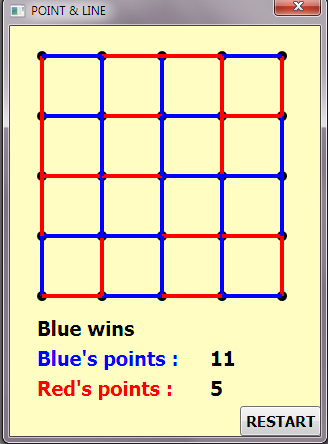 POINT & LINE
Blue wins
Blue's points : 11
Red's points : 5
RESTART